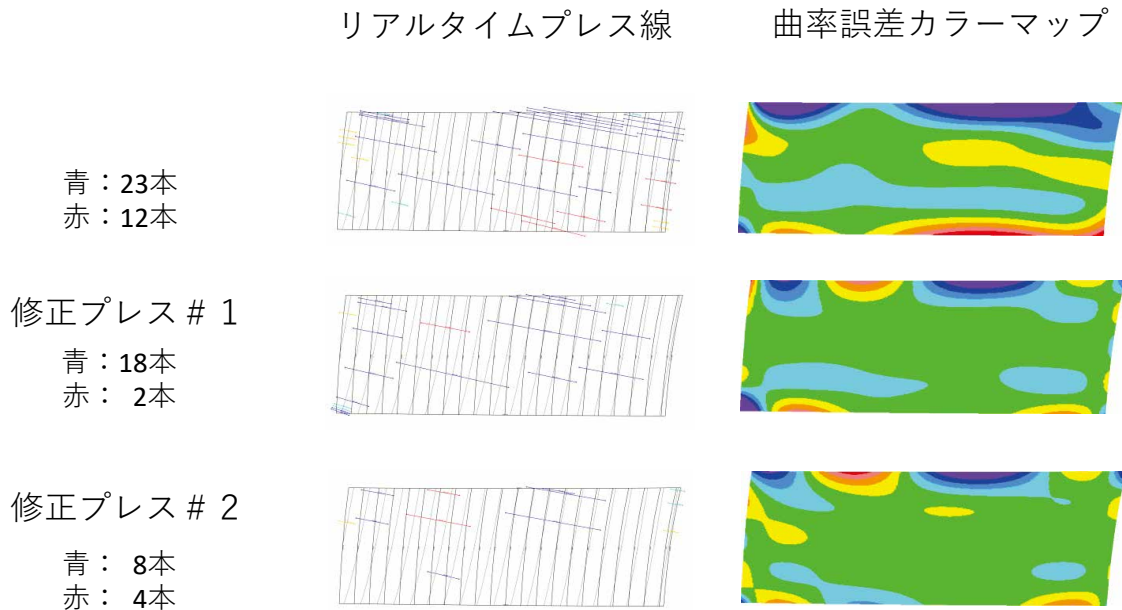 リアルタイムプレス線
曲率誤差カラーマップ
青：23本
赤：12本
修正プレス＃１
青：18本
赤： 2本
修正プレス＃２
青： 8本
赤： 4本